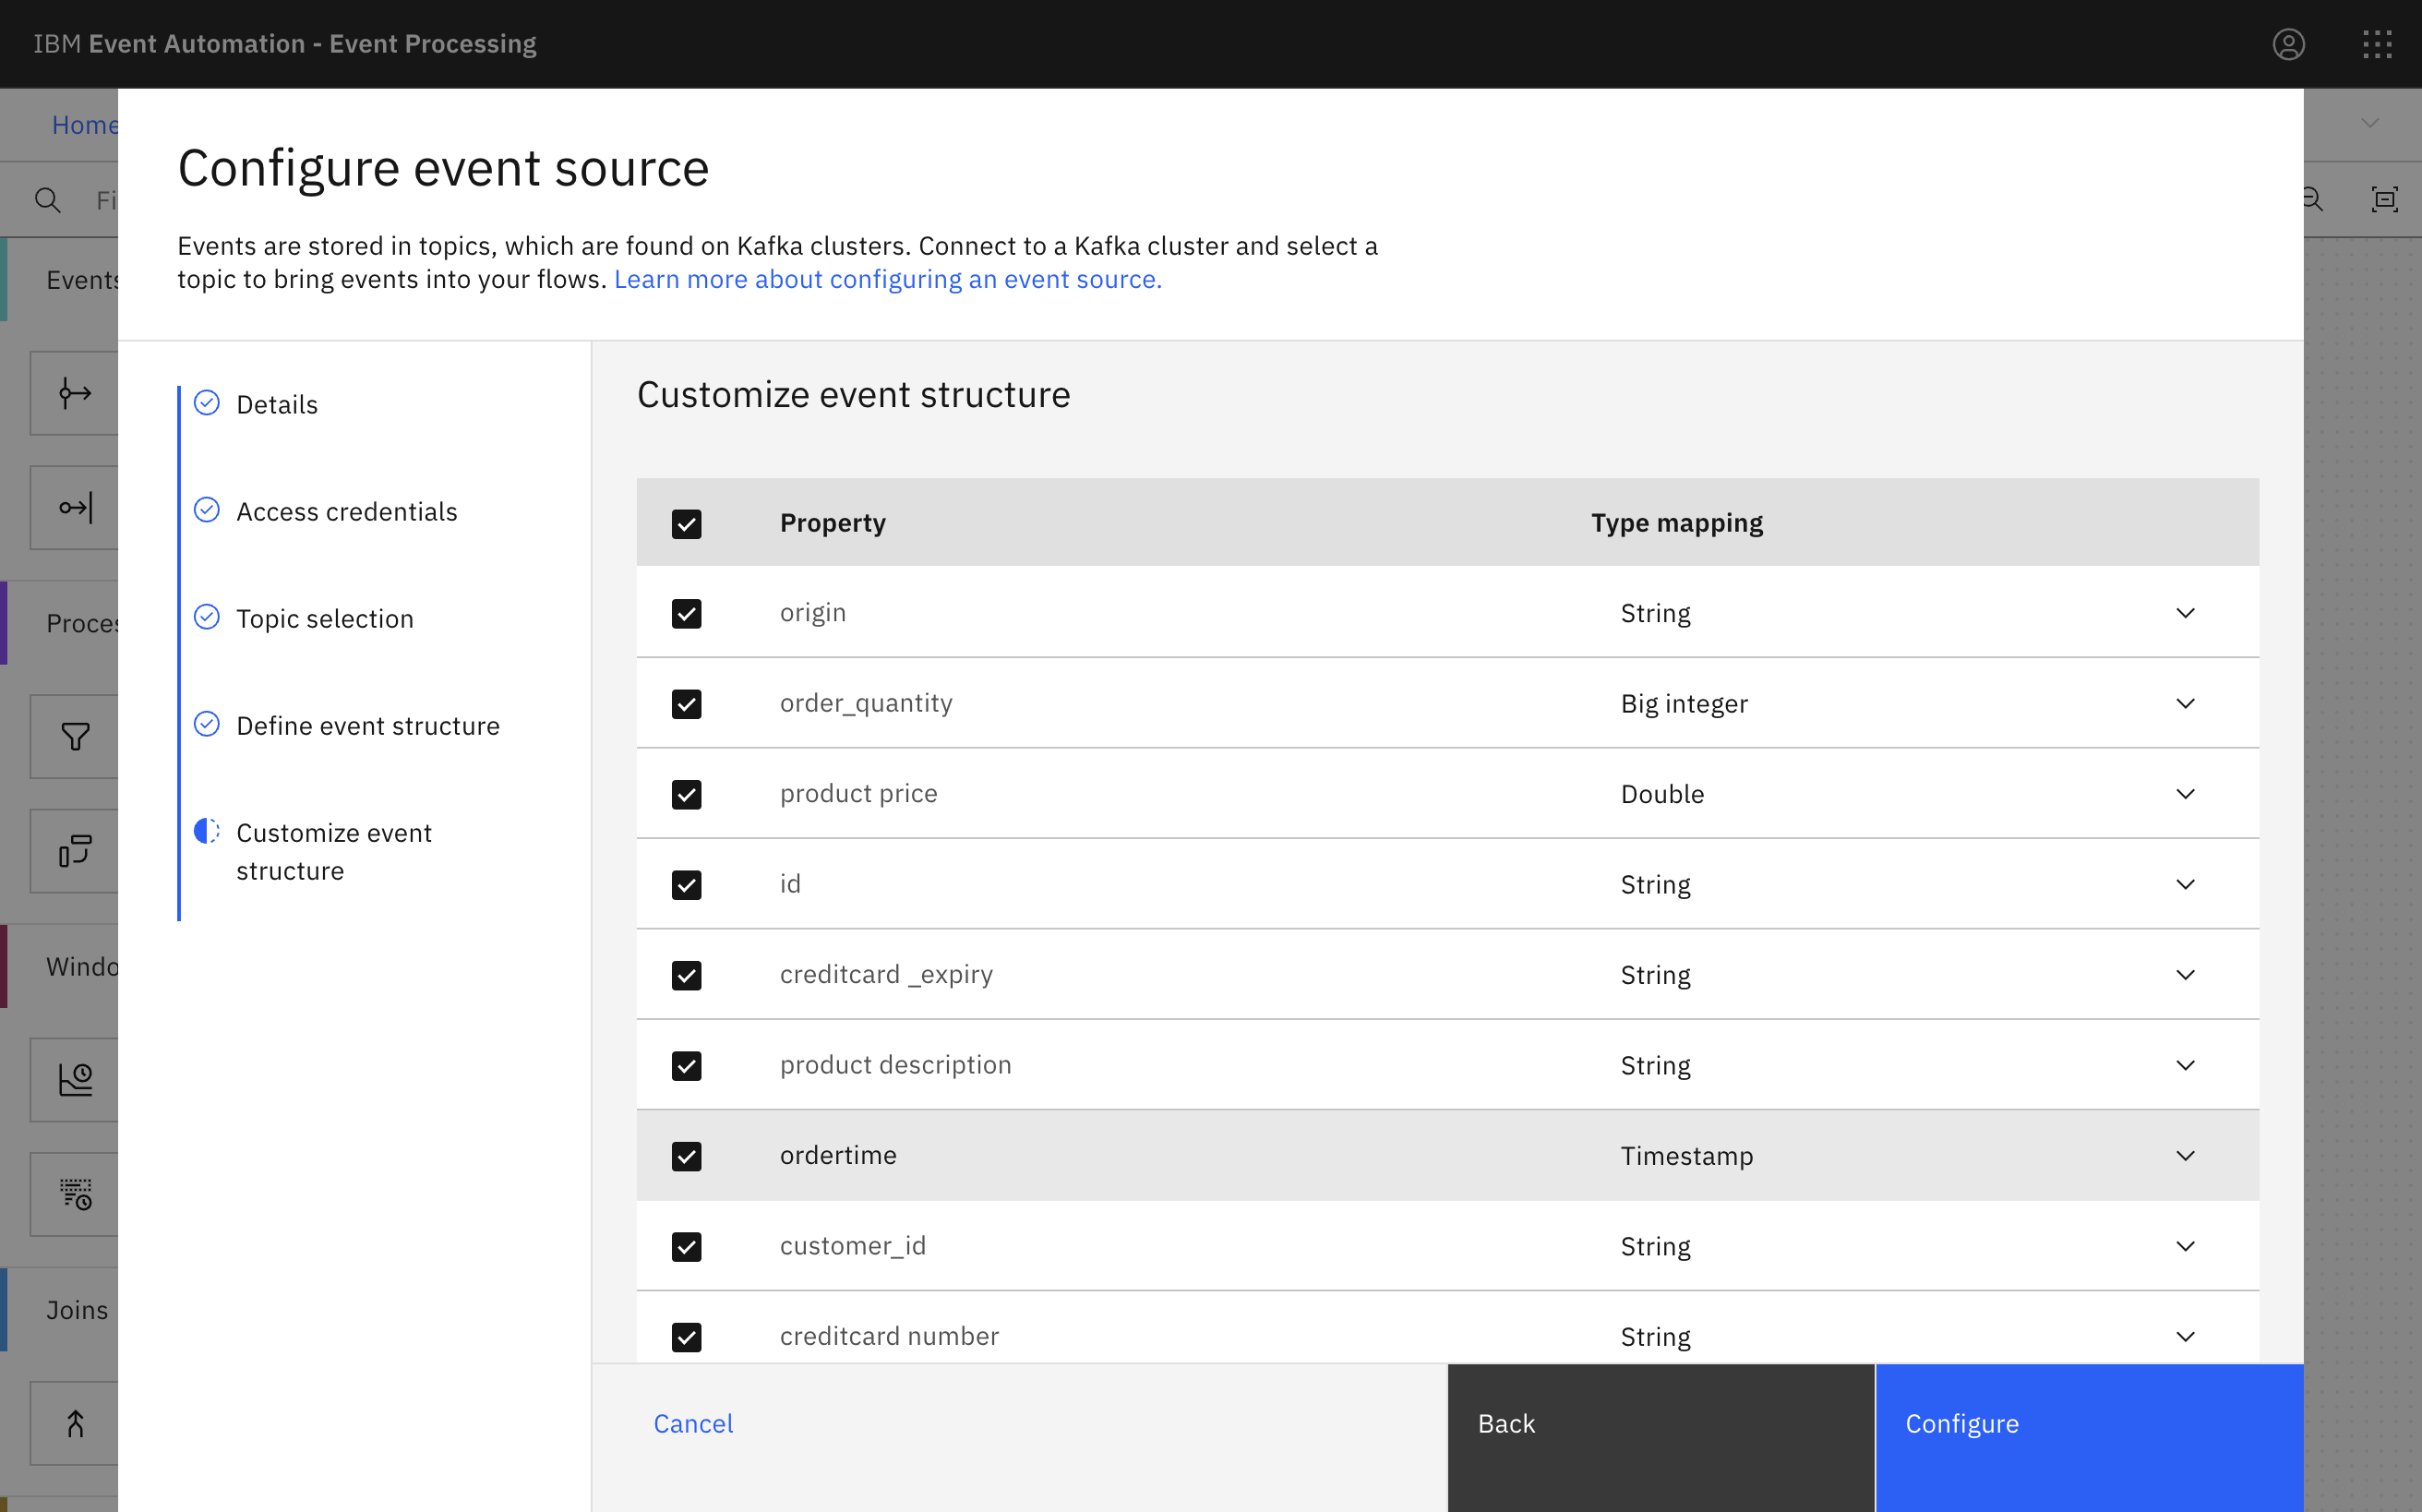 IBM Event Automation - Event Processing
Home
Configure event source
Events are stored in topics, which are found on Kafka clusters. Connect to a Kafka cluster and select a
topic to bring events into your flows. Learn more about configuring an event source.
Fi
Events
Proces
Windo
Joins
Details
Access credentials
Topic selection
Define event structure
Customize event
structure
Customize event structure
Property Type mapping
origin String
order_quantity Big integer
product price Double
id String
creditcard _expiry String
product description String
ordertime Timestamp
customer_id String
creditcard number String
Cancel Back Configure